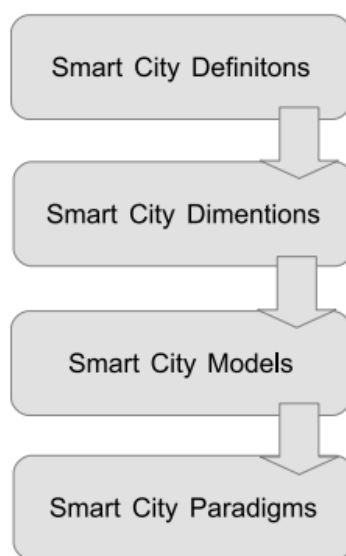 Smart City Definitons
Smart City Dimentions
Smart City Models
Smart City Paradigms